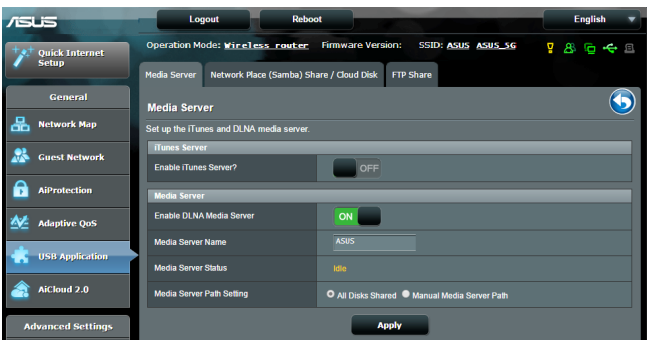 ASUS
Logout Reboot English
Quick Internet Setup
Operation Mode: Wireless router Firmware Version: SSID: ASUS ASUS_5G
Media Server Network Place (Samba) Share / Cloud Disk FTP Share
General
Network Map
Guest Network
AiProtection
Adaptive QoS
USB Application
AiCloud 2.0
Advanced Settings
Media Server
Set up the iTunes and DLNA media server.
iTunes Server
Enable iTunes Server? OFF
Media Server
Enable DLNA Media Server ON
Media Server Name ASUS
Media Server Status Idle
Media Server Path Setting All Disks Shared Manual Media Server Path
Apply